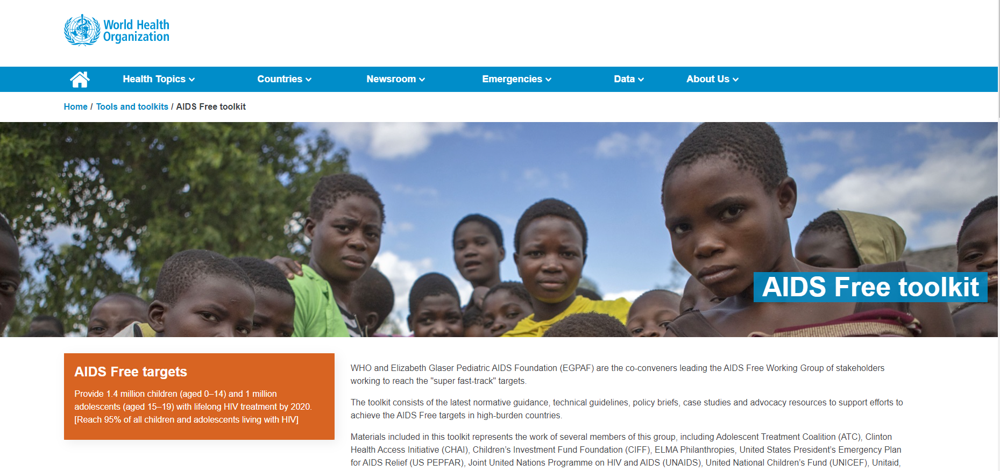 World Health
Organization
Health Topics
Countries
Newsroom
Emergencies
Data
About Us
Home / Tools and toolkits / AIDS Free toolkit
AIDS Free toolkit
AIDS Free targets
Provide 1.4 million children (aged 0–14) and 1 million
adolescents (aged 15–19) with lifelong HIV treatment by 2020.
[Reach 95% of all children and adolescents living with HIV]
WHO and Elizabeth Glaser Pediatric AIDS Foundation (EGPAF) are the co-conveners leading the AIDS Free Working Group of stakeholders
working to reach the "super fast-track" targets.
The toolkit consists of the latest normative guidance, technical guidelines, policy briefs, case studies and advocacy resources to support efforts to
achieve the AIDS Free targets in high-burden countries.
Materials included in this toolkit represents the work of several members of this group, including Adolescent Treatment Coalition (ATC), Clinton
Health Access Initiative (CHAI), Children’s Investment Fund Foundation (CIFF), ELMA Philanthropies, United States President’s Emergency Plan
for AIDS Relief (US PEPFAR), Joint United Nations Programme on HIV and AIDS (UNAIDS), United National Children’s Fund (UNICEF), Unitaid,